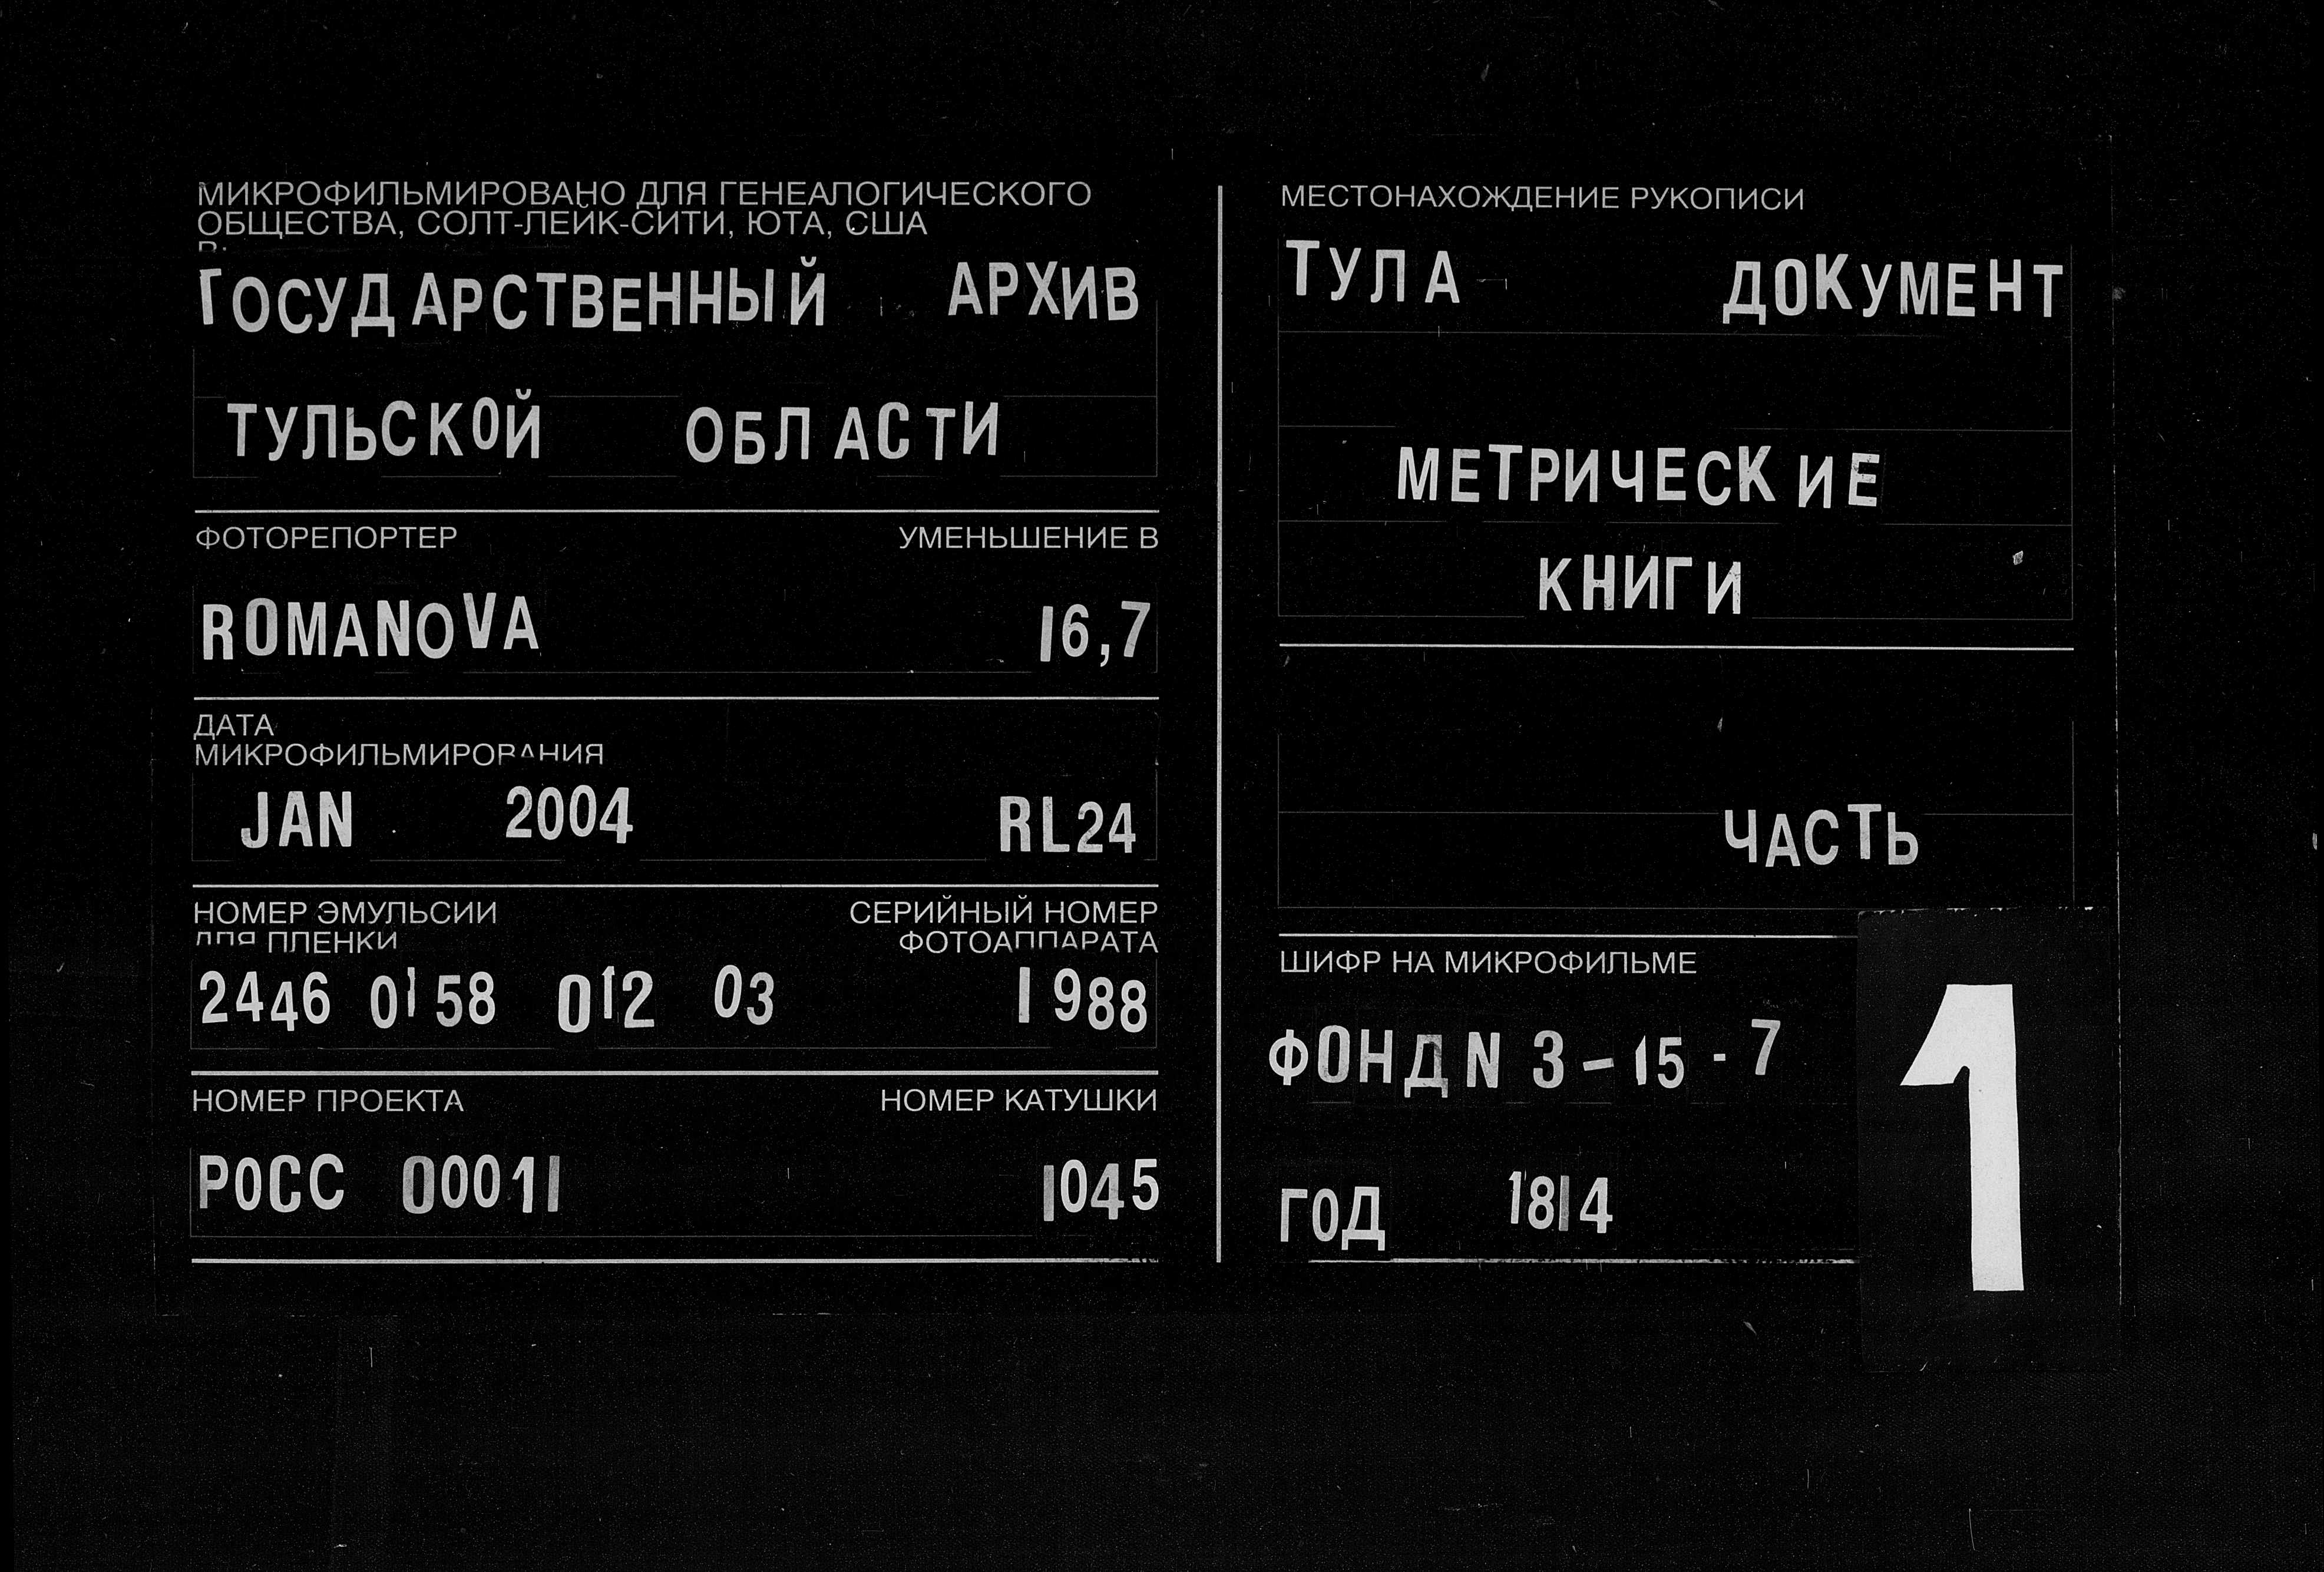 МИКРОФИЛЬМИРОВАНО ДЛЯ ГЕНЕАЛОГИЧЕСКОГО
ОБЩЕСТВА, СОЛТ-ЛЕЙК-СИТИ, ЮТА, США
В:
ГОСУДАРСТВЕННЫЙ АРХИВ
ТУЛЬСКОЙ ОБЛАСТИ
ФОТОРЕПОРТЕР УМЕНЬШЕНИЕ В
ROMANOVA 16,7
ДАТА
МИКРОФИЛЬМИРОВАНИЯ
JAN 2004 RL24
НОМЕР ЭМУЛЬСИИ СЕРИЙНЫЙ НОМЕР
ДЛЯ ПЛЕНКИ ФОТОАППАРАТА
2446 0158 012 03 1988
НОМЕР ПРОЕКТА НОМЕР КАТУШКИ
РОСС 00011 1045
МЕСТОНАХОЖДЕНИЕ РУКОПИСИ
ТУЛА ДОКУМЕНТ
МЕТРИЧЕСКИЕ
КНИГИ
ЧАСТЬ
1
ШИФР НА МИКРОФИЛЬМЕ
ФОНД N 3-15-7
ГОД 1814